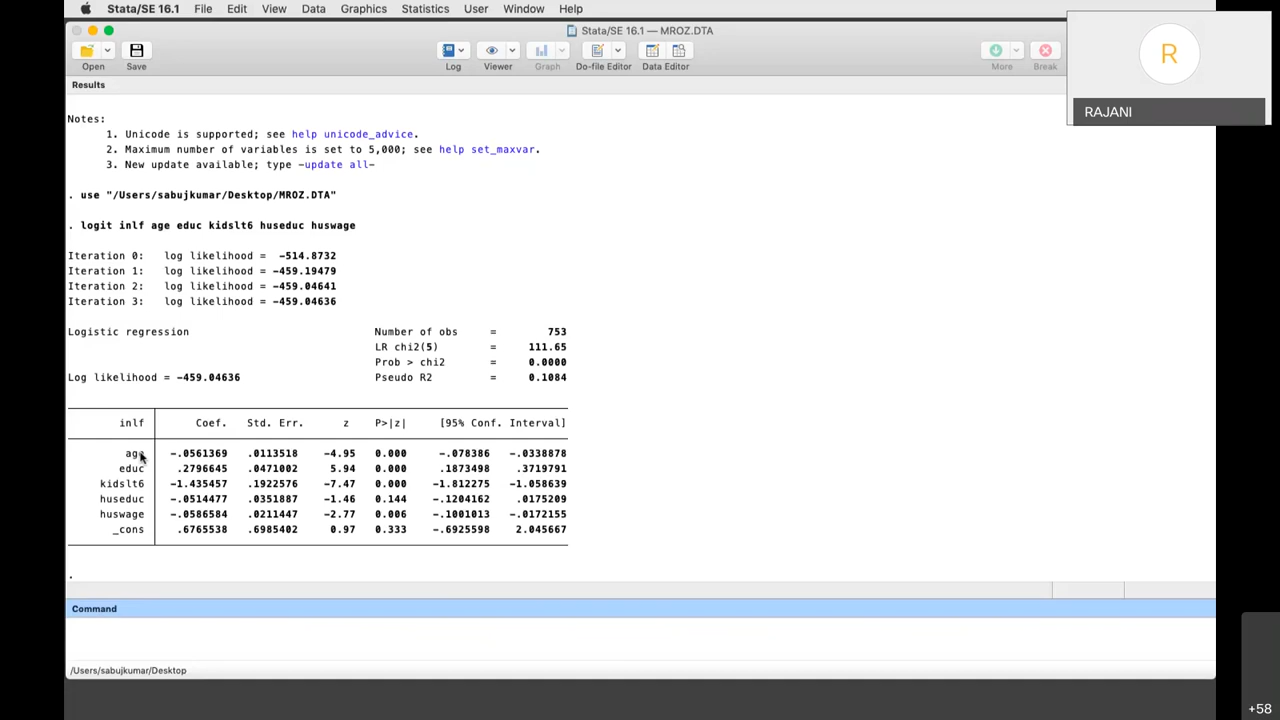 Stata/SE 16.1 File Edit View Data Graphics Statistics User Window Help
Stata/SE 16.1 — MROZ.DTA
Open Save Log Viewer Graph Do-file Editor Data Editor More Break
R
RAJANI
Results
Notes:
1. Unicode is supported; see help unicode_advice.
2. Maximum number of variables is set to 5,000; see help set_maxvar.
3. New update available; type -update all-
. use "/Users/sabujkumar/Desktop/MROZ.DTA"
. logit inlf age educ kidslt6 huseduc huswage
Iteration 0: log likelihood = -514.8732
Iteration 1: log likelihood = -459.19479
Iteration 2: log likelihood = -459.04641
Iteration 3: log likelihood = -459.04636
Logistic regression Number of obs = 753
LR chi2(5) = 111.65
Prob > chi2 = 0.0000
Log likelihood = -459.04636 Pseudo R2 = 0.1084
inlf Coef. Std. Err. z P>|z| [95% Conf. Interval]
age -.0561369 .0113518 -4.95 0.000 -.078386 -.0338878
educ .2796645 .0471002 5.94 0.000 .1873498 .3719791
kidslt6 -1.435457 .1922576 -7.47 0.000 -1.812275 -1.058639
huseduc -.0514477 .0351887 -1.46 0.144 -.1204162 .0175209
huswage -.0586584 .0211447 -2.77 0.006 -.1001013 -.0172155
_cons .6765538 .6985402 0.97 0.333 -.6925598 2.045667
.
Command
/Users/sabujkumar/Desktop
+58